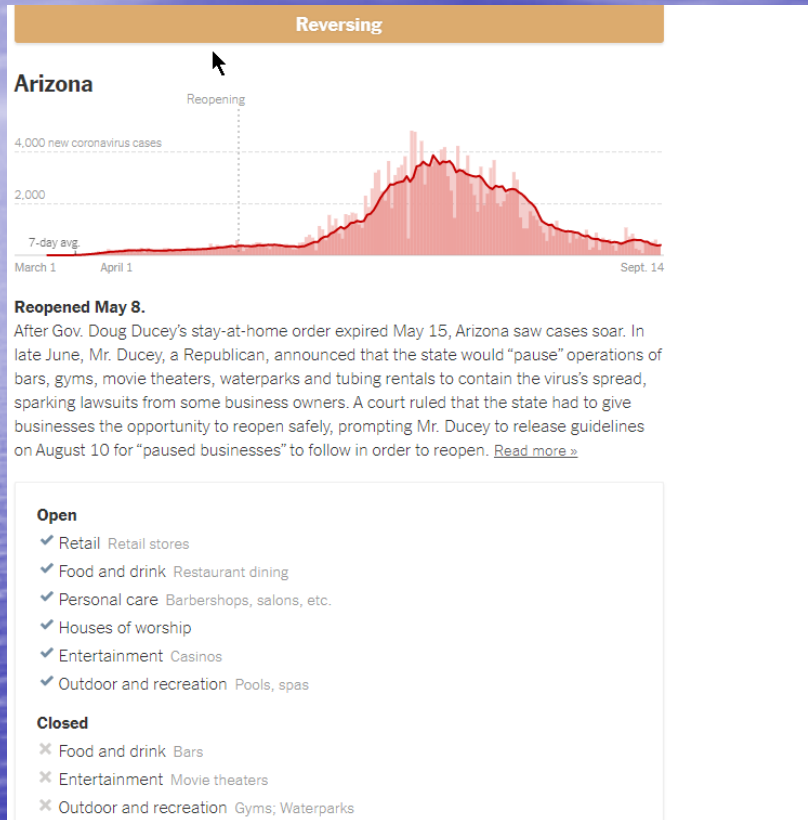 Reversing
Arizona
Reopening
4,000 new coronavirus cases
2,000
7-day avg.
March 1 April 1 Sept. 14
Reopened May 8.
After Gov. Doug Ducey’s stay-at-home order expired May 15, Arizona saw cases soar. In
late June, Mr. Ducey, a Republican, announced that the state would “pause” operations of
bars, gyms, movie theaters, waterparks and tubing rentals to contain the virus’s spread,
sparking lawsuits from some business owners. A court ruled that the state had to give
businesses the opportunity to reopen safely, prompting Mr. Ducey to release guidelines
on August 10 for “paused businesses” to follow in order to reopen. Read more »
Open
Retail Retail stores
Food and drink Restaurant dining
Personal care Barbershops, salons, etc.
Houses of worship
Entertainment Casinos
Outdoor and recreation Pools, spas
Closed
Food and drink Bars
Entertainment Movie theaters
Outdoor and recreation Gyms; Waterparks